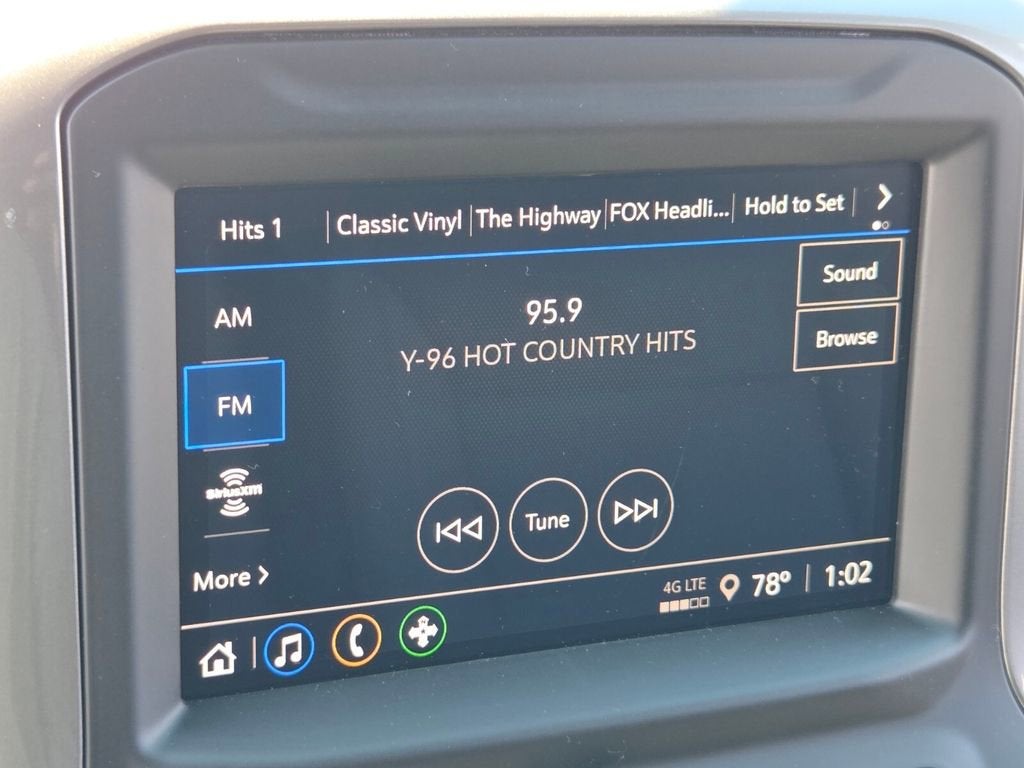 Hits 1 Classic Vinyl The Highway FOX Headli... Hold to Set
Sound
AM
95.9
Browse
Y-96 HOT COUNTRY HITS
FM
SiriusXM
Tune
More
4G LTE 78° 1:02